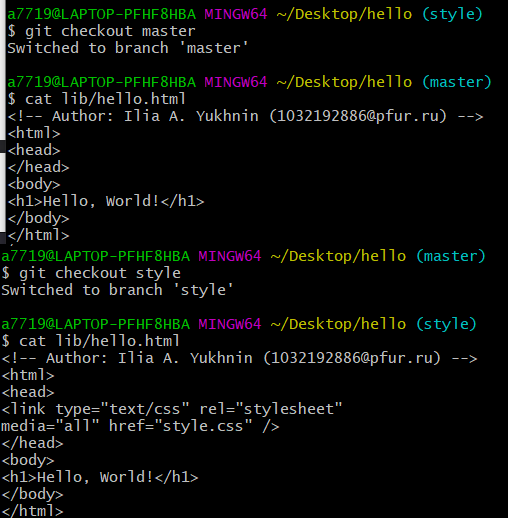 a7719@LAPTOP-PFHF8HBA MINGW64 ~/Desktop/hello (style)
$ git checkout master
Switched to branch 'master'
a7719@LAPTOP-PFHF8HBA MINGW64 ~/Desktop/hello (master)
$ cat lib/hello.html
<!-- Author: Ilia A. Yukhnin (1032192886@pfur.ru) -->
<html>
<head>
</head>
<body>
<h1>Hello, World!</h1>
</body>
</html>
a7719@LAPTOP-PFHF8HBA MINGW64 ~/Desktop/hello (master)
$ git checkout style
Switched to branch 'style'
a7719@LAPTOP-PFHF8HBA MINGW64 ~/Desktop/hello (style)
$ cat lib/hello.html
<!-- Author: Ilia A. Yukhnin (1032192886@pfur.ru) -->
<html>
<head>
<link type="text/css" rel="stylesheet"
media="all" href="style.css" />
</head>
<body>
<h1>Hello, World!</h1>
</body>
</html>